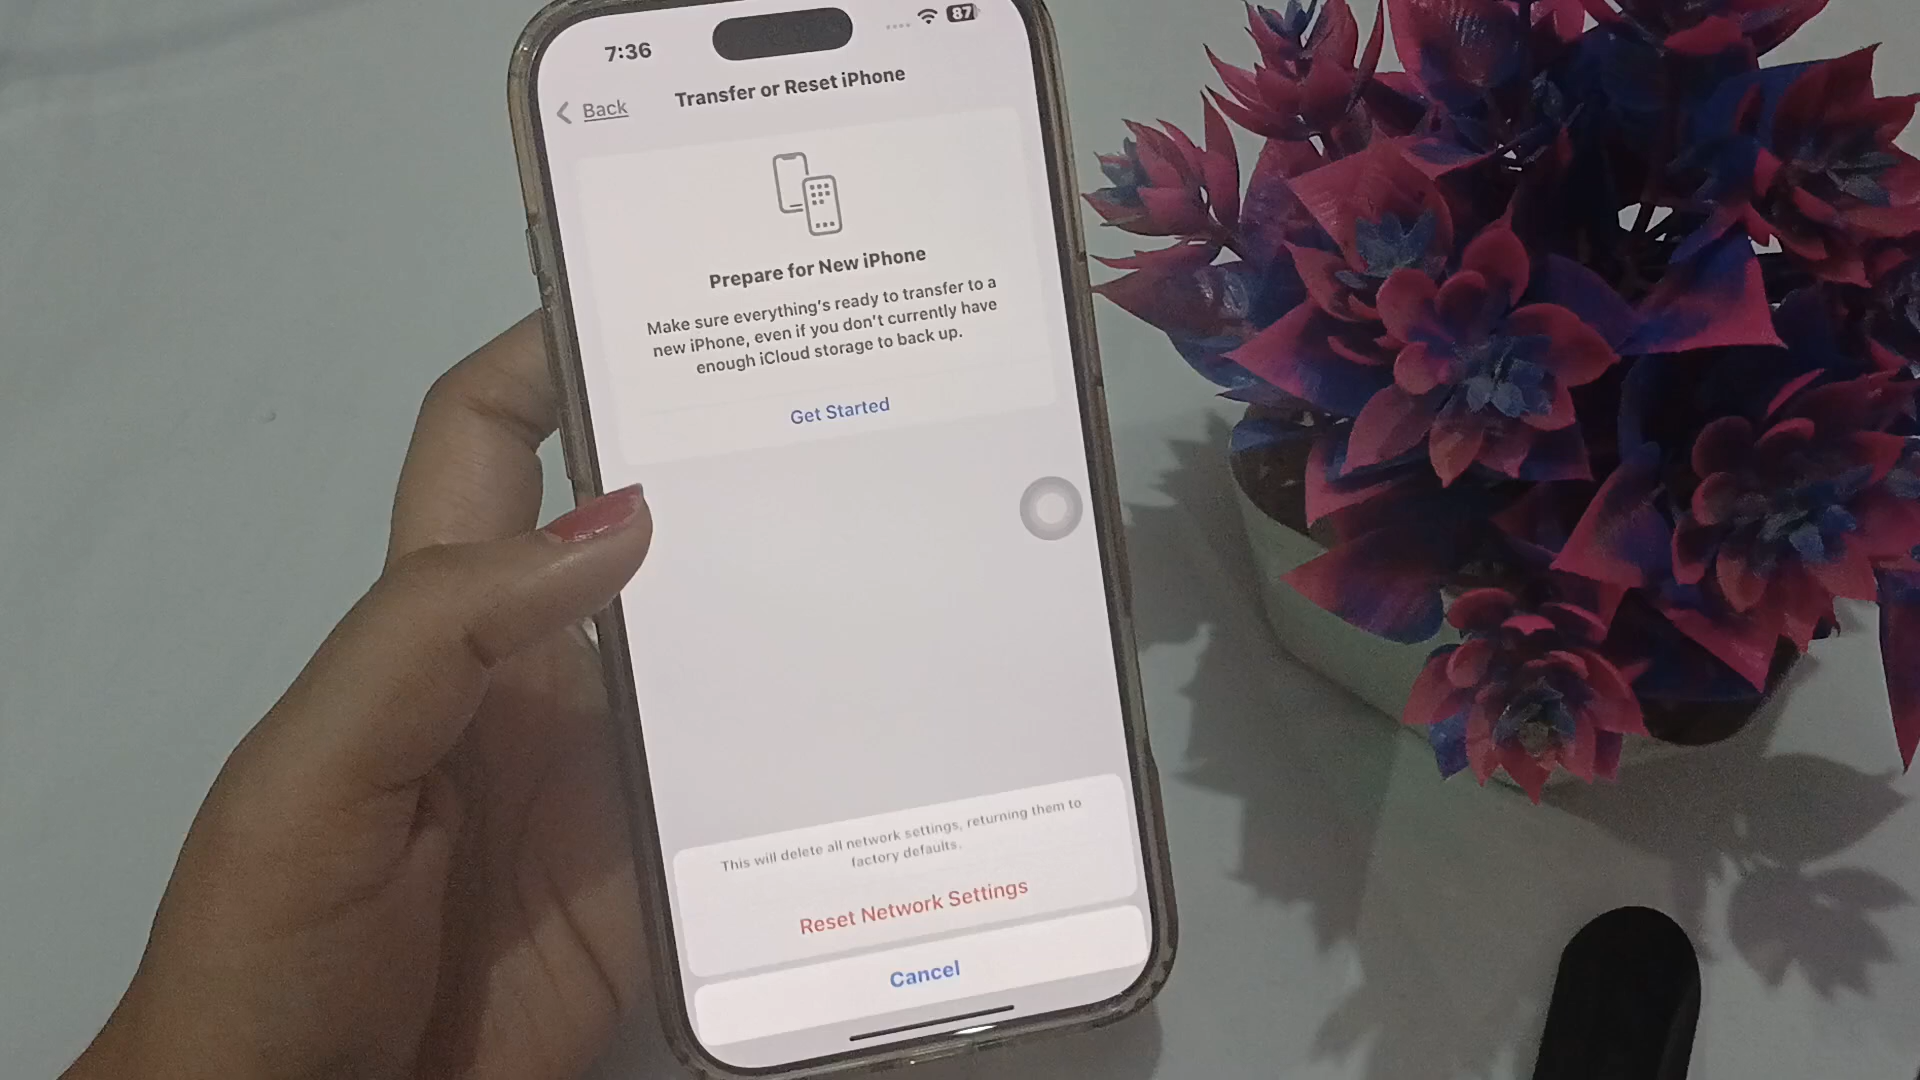 7:36
87
Back
Transfer or Reset iPhone
Prepare for New iPhone
Make sure everything's ready to transfer to a
new iPhone, even if you don't currently have
enough iCloud storage to back up.
Get Started
This will delete all network settings, returning them to
factory defaults.
Reset Network Settings
Cancel